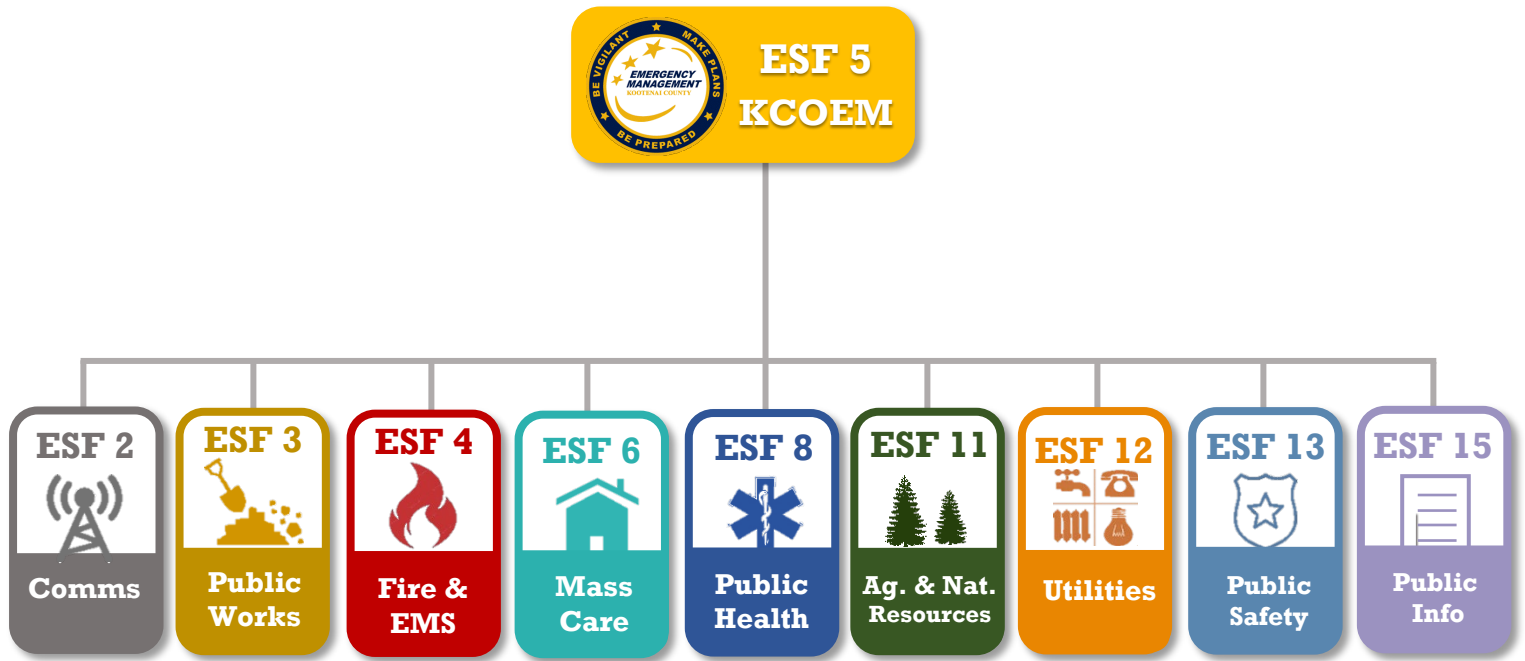 BE VIGILANT ★ MAKE PLANS
★ BE PREPARED ★
EMERGENCY
MANAGEMENT
KOOTENAI COUNTY
ESF 5
KCOEM
ESF 2
Comms
ESF 3
Public
Works
ESF 4
Fire &
EMS
ESF 6
Mass
Care
ESF 8
Public
Health
ESF 11
Ag. & Nat.
Resources
ESF 12
Utilities
ESF 13
Public
Safety
ESF 15
Public
Info